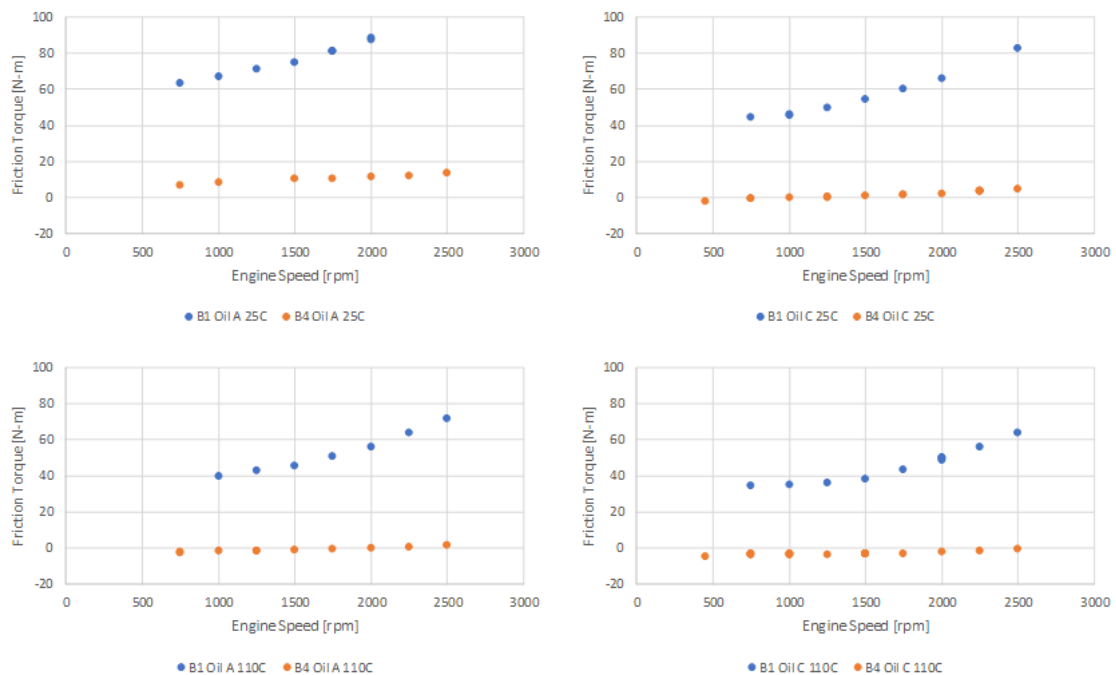 100
80
60
40
20
0
-20
Friction Torque [N-m]
0 500 1000 1500 2000 2500 3000
Engine Speed [rpm]
B1 Oil A 25C B4 Oil A 25C
100
80
60
40
20
0
-20
Friction Torque [N-m]
0 500 1000 1500 2000 2500 3000
Engine Speed [rpm]
B1 Oil C 25C B4 Oil C 25C
100
80
60
40
20
0
-20
Friction Torque [N-m]
0 500 1000 1500 2000 2500 3000
Engine Speed [rpm]
B1 Oil A 110C B4 Oil A 110C
100
80
60
40
20
0
-20
Friction Torque [N-m]
0 500 1000 1500 2000 2500 3000
Engine Speed [rpm]
B1 Oil C 110C B4 Oil C 110C